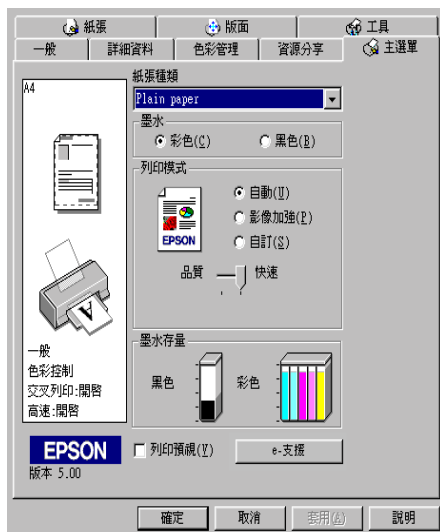 紙張 版面 工具
一般 詳細資料 色彩管理 資源分享 主選單
A4
紙張種類
Plain paper
墨水
彩色(C) 黑色(B)
列印模式
自動(U)
影像加強(P)
自訂(S)
EPSON
品質 快速
A
一般
色彩控制
交叉列印:開啓
高速:開啓
墨水存量
黑色 彩色
EPSON
版本 5.00
列印預視(V) e-支援
確定 取消 套用(A) 說明